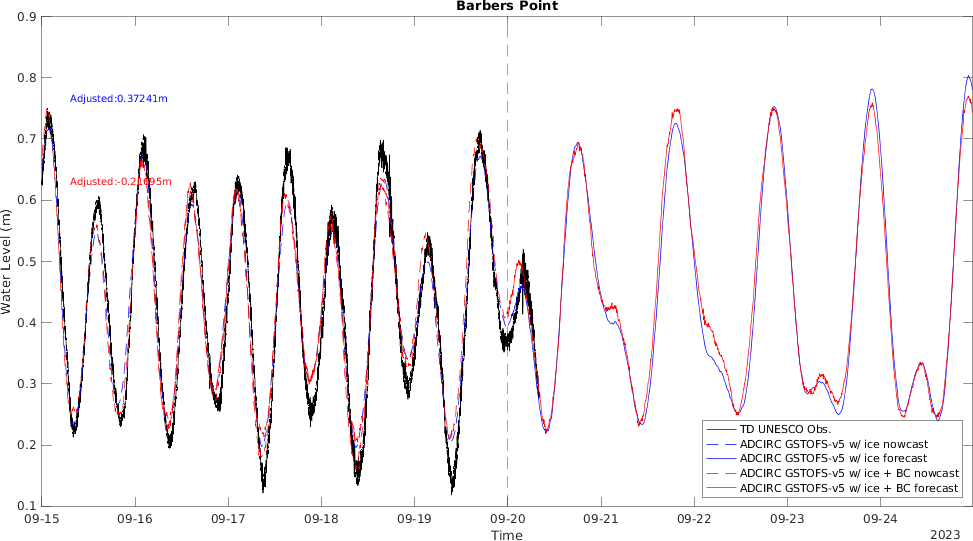 Barbers Point
0.9
0.8
0.7
0.6
0.5
0.4
0.3
0.2
0.1
Water Level (m)
Adjusted:0.37241m
Adjusted:-0.21695m
TD UNESCO Obs.
ADCIRC GSTOFS-v5 w/ ice nowcast
ADCIRC GSTOFS-v5 w/ ice forecast
ADCIRC GSTOFS-v5 w/ ice + BC nowcast
ADCIRC GSTOFS-v5 w/ ice + BC forecast
09-15 09-16 09-17 09-18 09-19 09-20 09-21 09-22 09-23 09-24
Time
2023